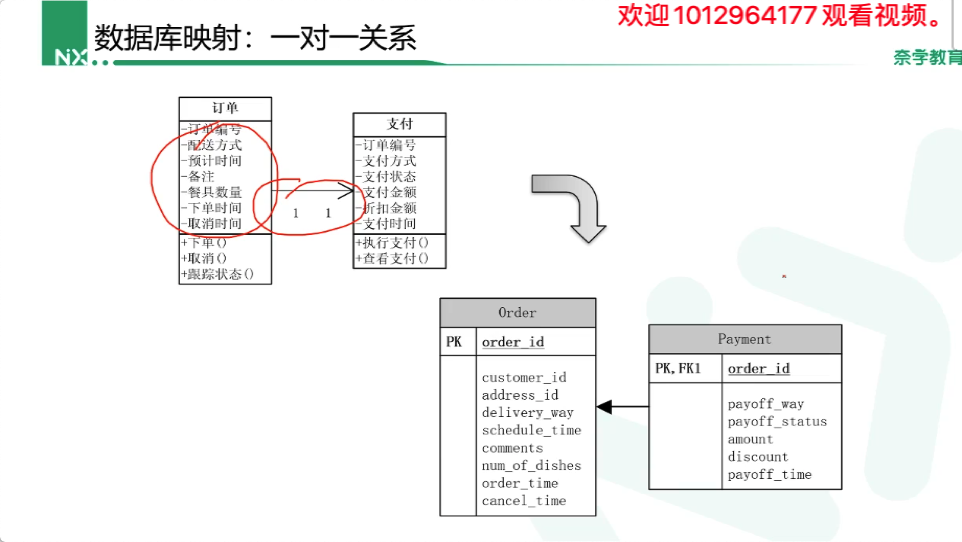 欢迎1012964177观看视频。
数据库映射：一对一关系
NX
奈学教育
订单
-订单编号
-配送方式
-预计时间
-备注
-餐具数量
-下单时间
-取消时间
+下单()
+取消()
+跟踪状态()
1 1
支付
-订单编号
-支付方式
-支付状态
-支付金额
-折扣金额
-支付时间
+执行支付()
+查看支付()
Order
PK order_id
customer_id
address_id
delivery_way
schedule_time
comments
num_of_dishes
order_time
cancel_time
Payment
PK,FK1 order_id
payoff_way
payoff_status
amount
discount
payoff_time